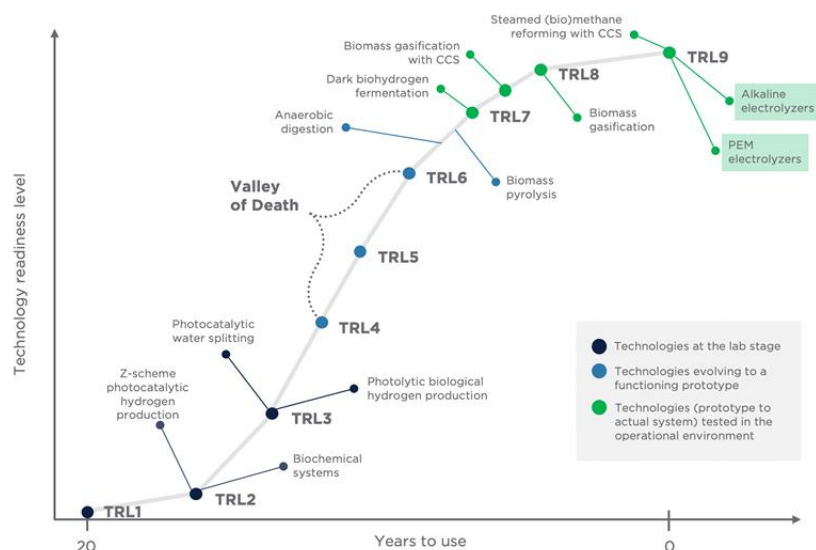 Technology readiness level
Steamed (bio)methane
reforming with CCS
TRL9
Biomass gasification
with CCS
TRL8
Dark biohydrogen
fermentation
TRL7
Alkaline
electrolyzers
Biomass
gasification
PEM
electrolyzers
Anaerobic
digestion
TRL6
Biomass
pyrolysis
Valley
of Death
TRL5
TRL4
Photocatalytic
water splitting
Z-scheme
photocatalytic
hydrogen
production
Photolytic biological
hydrogen production
TRL3
Biochemical
systems
TRL2
TRL1
Technologies at the lab stage
Technologies evolving to a
functioning prototype
Technologies (prototype to
actual system) tested in the
operational environment
20
Years to use
0